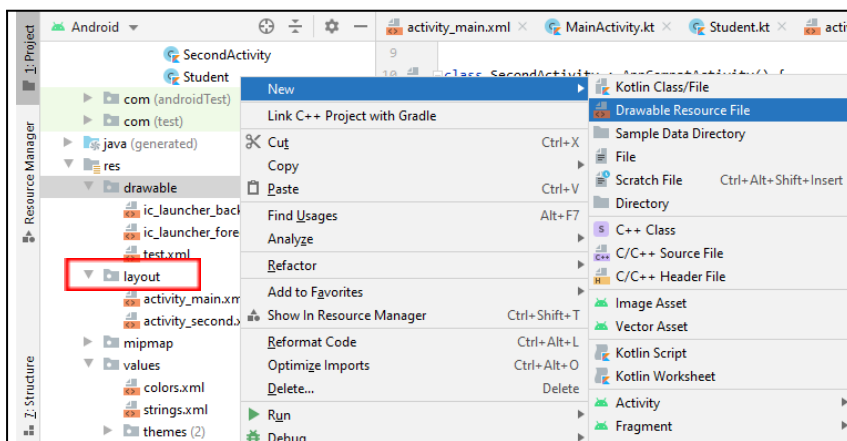 1: Project
Resource Manager
7: Structure
Android
activity_main.xml
MainActivity.kt
Student.kt
acti
SecondActivity
Student
com (androidTest)
com (test)
java (generated)
res
drawable
ic_launcher_back
ic_launcher_fore
test.xml
layout
activity_main.xm
activity_second.x
mipmap
values
colors.xml
strings.xml
themes (2)
9
10 class SecondActivity : AppCompatActivity() {
New
Link C++ Project with Gradle
Cut Ctrl+X
Copy
Paste Ctrl+V
Find Usages Alt+F7
Analyze
Refactor
Add to Favorites
Show In Resource Manager Ctrl+Shift+T
Reformat Code Ctrl+Alt+L
Optimize Imports Ctrl+Alt+O
Delete... Delete
Run
Debug
Kotlin Class/File
Drawable Resource File
Sample Data Directory
File
Scratch File Ctrl+Alt+Shift+Insert
Directory
S C++ Class
C++ C/C++ Source File
H C/C++ Header File
Image Asset
Vector Asset
Kotlin Script
Kotlin Worksheet
Activity
Fragment